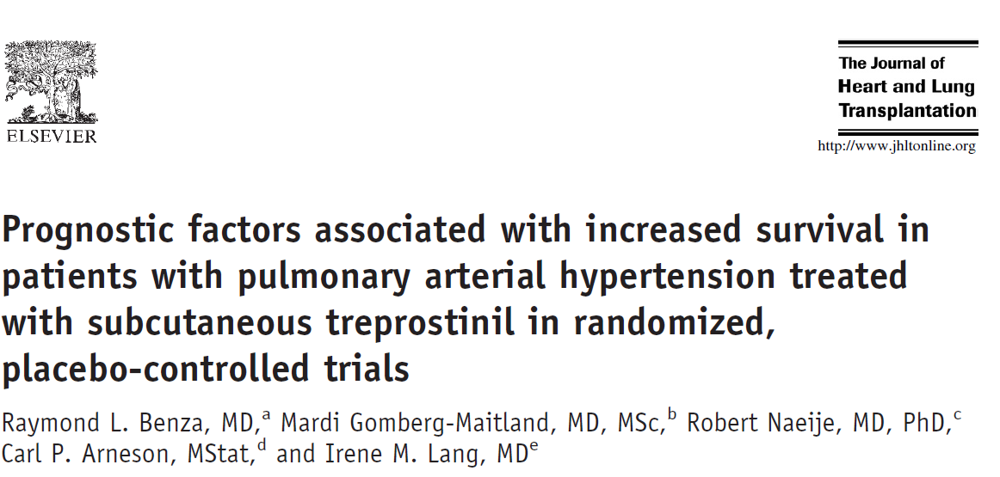 ELSEVIER
The Journal of
Heart and Lung
Transplantation
http://www.jhltonline.org
Prognostic factors associated with increased survival in
patients with pulmonary arterial hypertension treated
with subcutaneous treprostinil in randomized,
placebo-controlled trials
Raymond L. Benza, MD,a Mardi Gomberg-Maitland, MD, MSc,b Robert Naeije, MD, PhD,c
Carl P. Arneson, MStat,d and Irene M. Lang, MDe